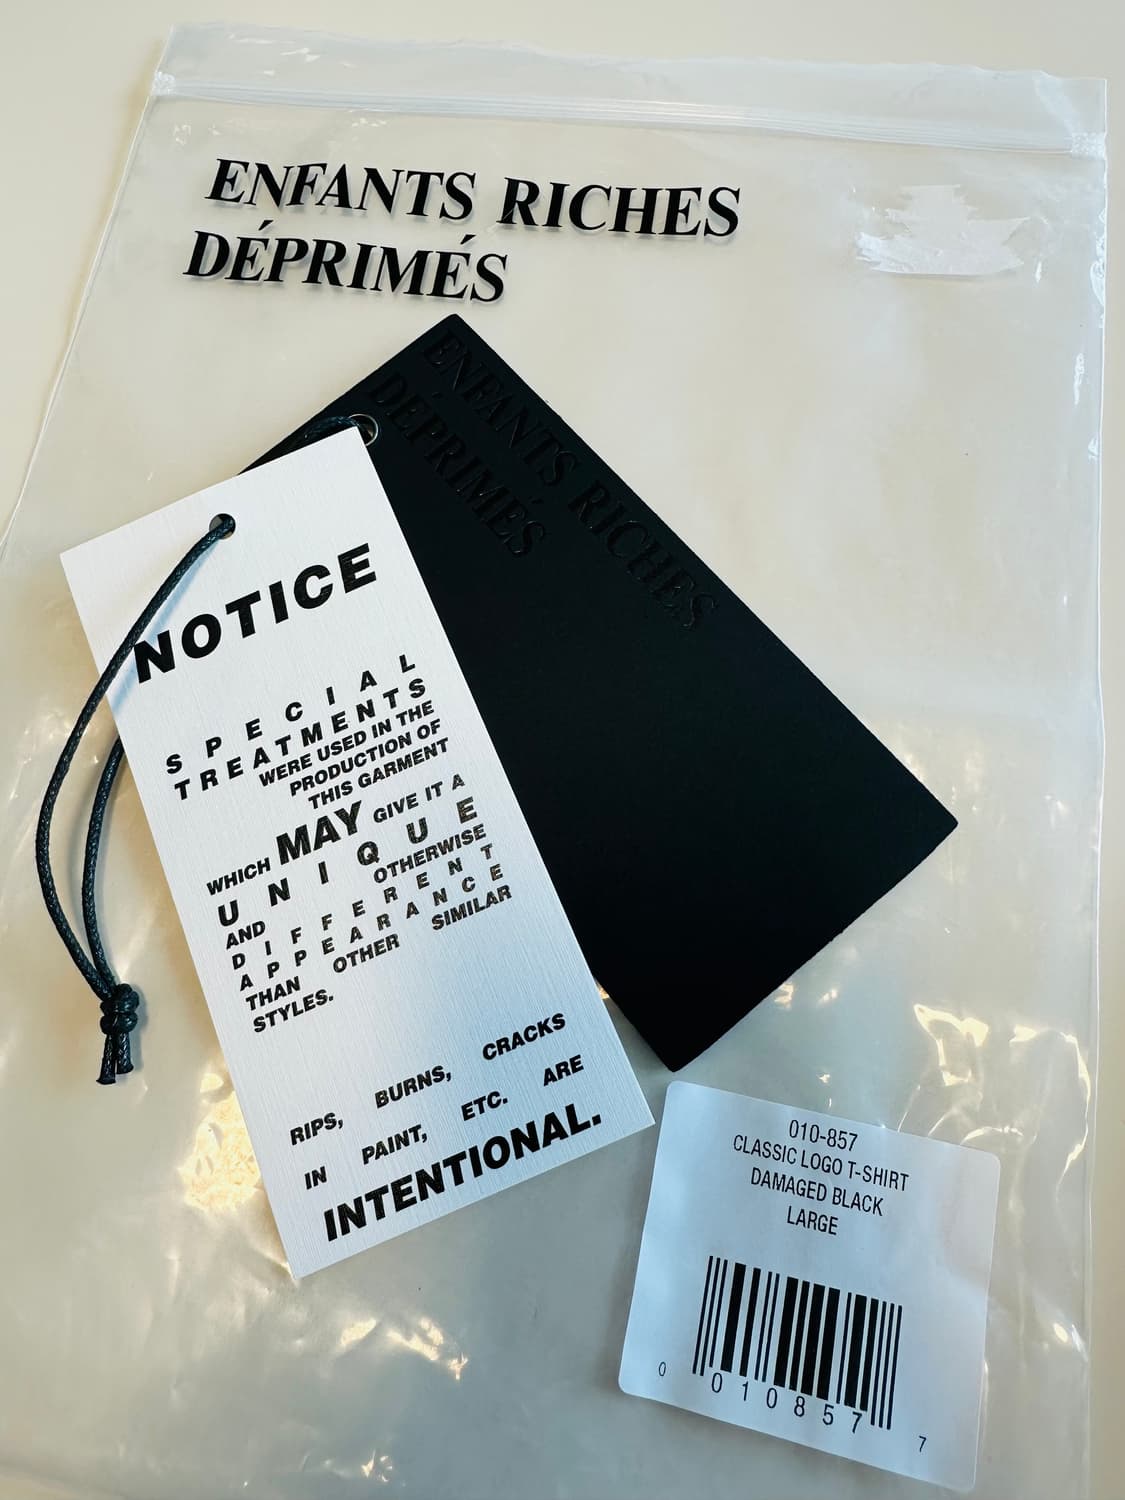 ENFANTS RICHES
DÉPRIMÉS
ENFANTS RICHES
DÉPRIMÉS
NOTICE
SPECIAL
TREATMENTS
WERE USED IN THE
PRODUCTION OF
THIS GARMENT
WHICH MAY GIVE IT A
UNIQUE
AND OTHERWISE
DIFFERENT
APPEARANCE
THAN OTHER SIMILAR
STYLES.
RIPS, BURNS, CRACKS
IN PAINT, ETC. ARE
INTENTIONAL.
010-857
CLASSIC LOGO T-SHIRT
DAMAGED BLACK
LARGE
0 010857 7